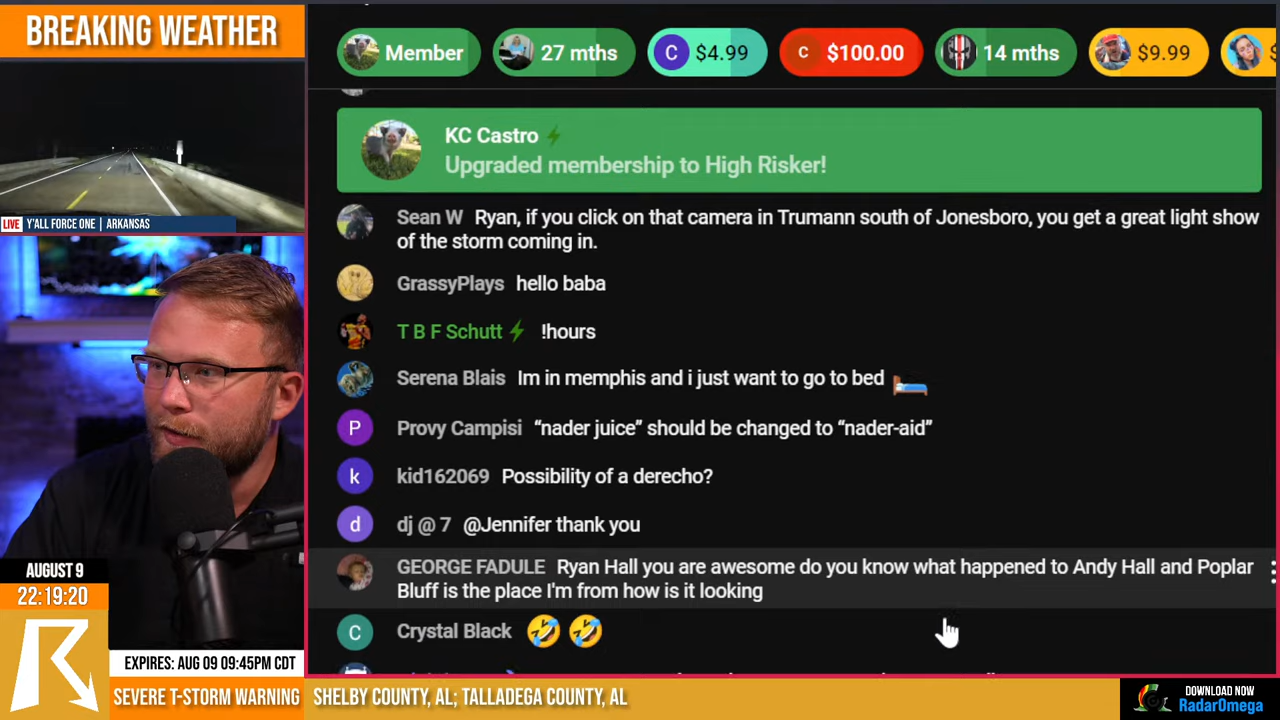 BREAKING WEATHER
LIVE Y'ALL FORCE ONE | ARKANSAS
Member
27 mths
C $4.99
C $100.00
14 mths
$9.99
KC Castro
Upgraded membership to High Risker!
Sean W Ryan, if you click on that camera in Trumann south of Jonesboro, you get a great light show
of the storm coming in.
GrassyPlays hello baba
T B F Schutt !hours
Serena Blais Im in memphis and i just want to go to bed
P Provy Campisi “nader juice” should be changed to “nader-aid”
k kid162069 Possibility of a derecho?
d dj @ 7 @Jennifer thank you
GEORGE FADULE Ryan Hall you are awesome do you know what happened to Andy Hall and Poplar
Bluff is the place I'm from how is it looking
C Crystal Black 🤣 🤣
AUGUST 9
22:19:20
EXPIRES: AUG 09 09:45PM CDT
SEVERE T-STORM WARNING
SHELBY COUNTY, AL; TALLADEGA COUNTY, AL
DOWNLOAD NOW
RadarOmega